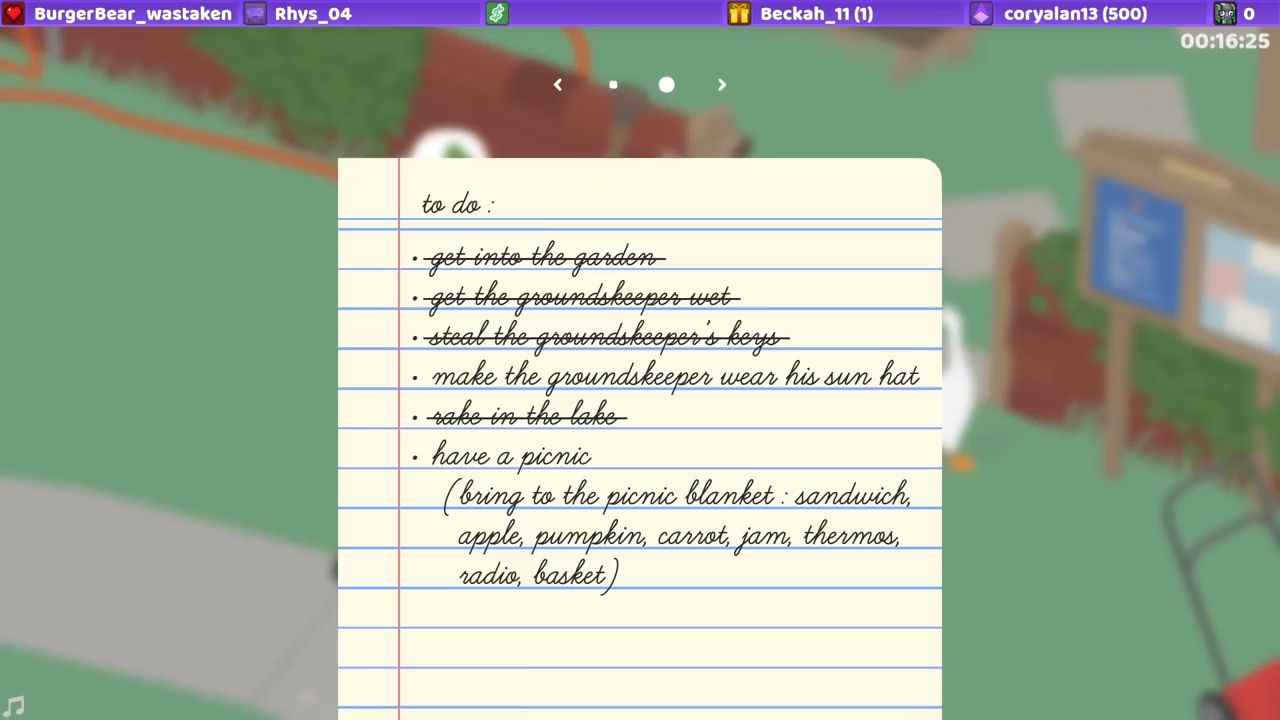 BurgerBear_wastaken Rhys_04 Beckah_11 (1) coryalan13 (500) 0
00:16:25
to do :
• get into the garden
• get the groundskeeper wet
• steal the groundskeeper's keys
• make the groundskeeper wear his sun hat
• rake in the lake
• have a picnic
(bring to the picnic blanket : sandwich,
apple, pumpkin, carrot, jam, thermos,
radio, basket)